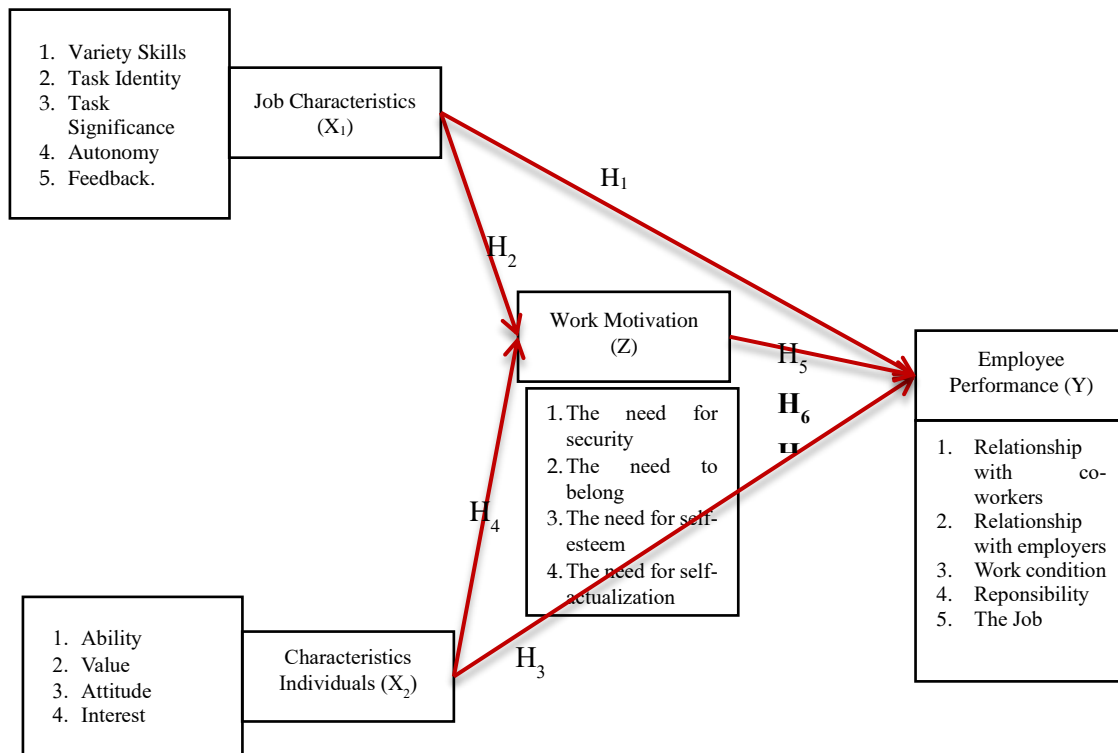 1. Variety Skills
2. Task Identity
3. Task
Significance
4. Autonomy
5. Feedback.
Job Characteristics
(X₁)
H₁
H₂
Work Motivation
(Z)
H₅
H₆
H
Employee
Performance (Y)
1. The need for
security
2. The need to
belong
3. The need for self-
esteem
4. The need for self-
actualization
1. Relationship
with co-
workers
2. Relationship
with employers
3. Work condition
4. Reponsibility
5. The Job
H₄
1. Ability
2. Value
3. Attitude
4. Interest
Characteristics
Individuals (X₂)
H₃